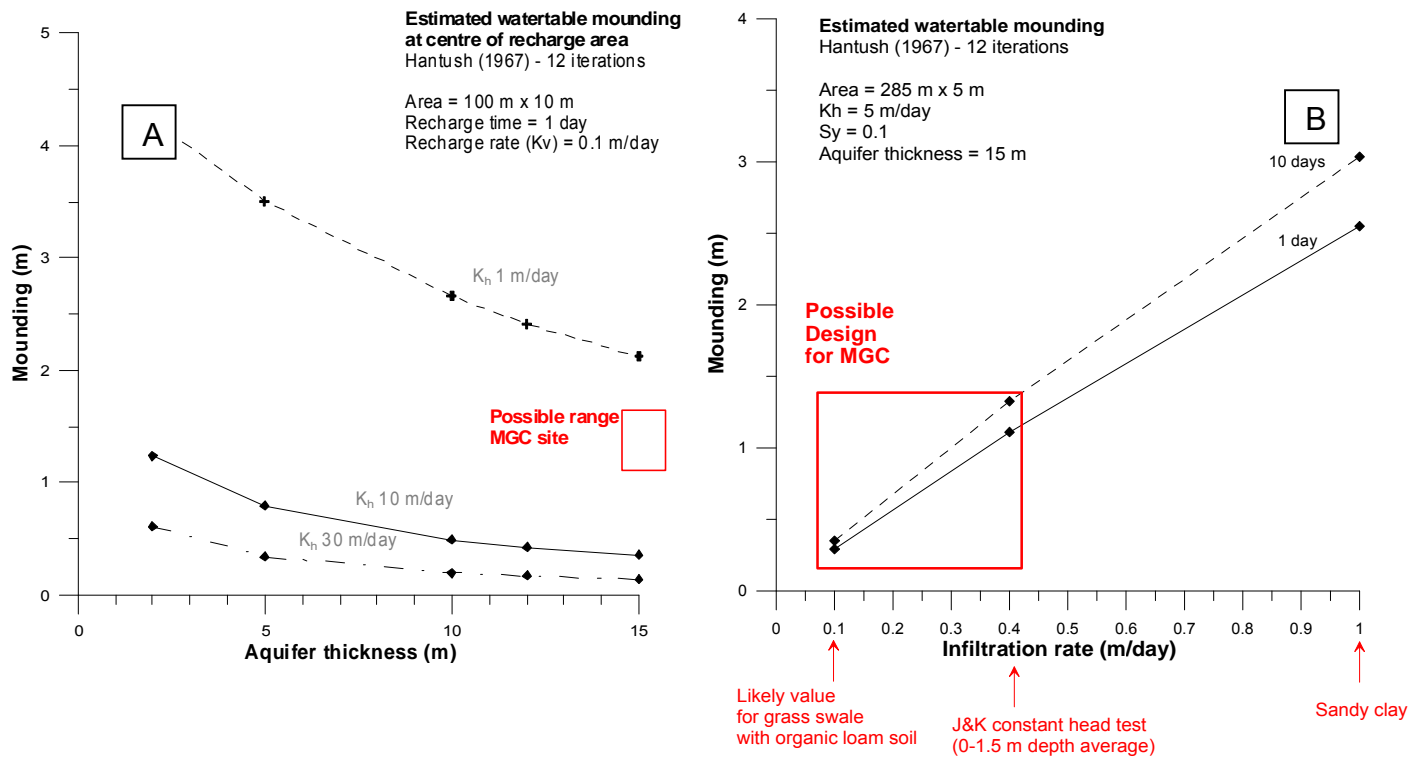 Estimated watertable mounding
at centre of recharge area
Hantush (1967) - 12 iterations
Area = 100 m x 10 m
Recharge time = 1 day
Recharge rate (Kv) = 0.1 m/day
A
Kh 1 m/day
Possible range
MGC site
Kh 10 m/day
Kh 30 m/day
Mounding (m)
5
4
3
2
1
0
0
5
10
15
Aquifer thickness (m)
Estimated watertable mounding
Hantush (1967) - 12 iterations
Area = 285 m x 5 m
Kh = 5 m/day
Sy = 0.1
Aquifer thickness = 15 m
B
10 days
1 day
Possible
Design
for MGC
Mounding (m)
4
3
2
1
0
0
0.1
0.2
0.3
0.4
0.5
0.6
0.7
0.8
0.9
1
Infiltration rate (m/day)
Likely value
for grass swale
with organic loam soil
J&K constant head test
(0-1.5 m depth average)
Sandy clay